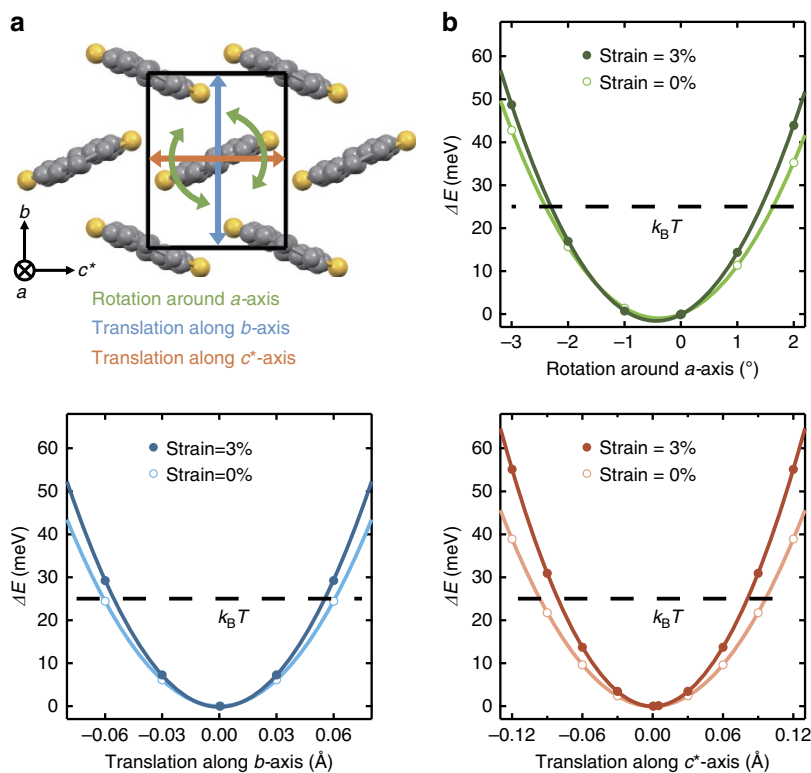 a
b
c*
a
Rotation around a-axis
Translation along b-axis
Translation along c*-axis
b
60
50
40
30
20
10
0
ΔE (meV)
Strain = 3%
Strain = 0%
kBT
−3
−2
−1
0
1
2
Rotation around a-axis (°)
60
50
40
30
20
10
0
ΔE (meV)
Strain=3%
Strain=0%
kBT
−0.06
−0.03
0.00
0.03
0.06
Translation along b-axis (Å)
60
50
40
30
20
10
0
ΔE (meV)
Strain = 3%
Strain = 0%
kBT
−0.12
−0.06
0.00
0.06
0.12
Translation along c*-axis (Å)